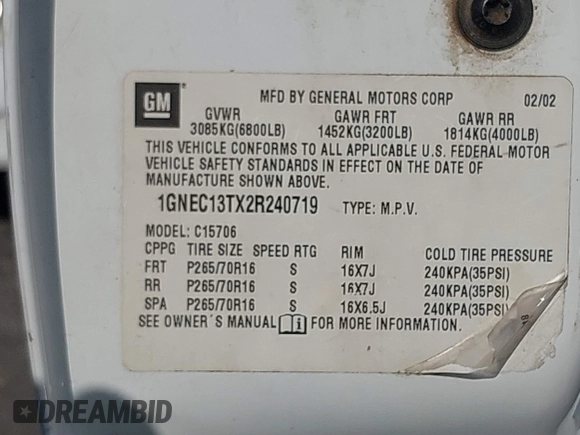 GM
MFD BY GENERAL MOTORS CORP 02/02
GVWR GAWR FRT GAWR RR
3085KG(6800LB) 1452KG(3200LB) 1814KG(4000LB)
THIS VEHICLE CONFORMS TO ALL APPLICABLE U.S. FEDERAL MOTOR
VEHICLE SAFETY STANDARDS IN EFFECT ON THE DATE OF
MANUFACTURE SHOWN ABOVE.
1GNEC13TX2R240719 TYPE: M.P.V.
MODEL: C15706
CPPG TIRE SIZE SPEED RTG RIM COLD TIRE PRESSURE
FRT P265/70R16 S 16X7J 240KPA(35PSI)
RR P265/70R16 S 16X7J 240KPA(35PSI)
SPA P265/70R16 S 16X6.5J 240KPA(35PSI)
SEE OWNER´S MANUAL FOR MORE INFORMATION.
DREAMBID